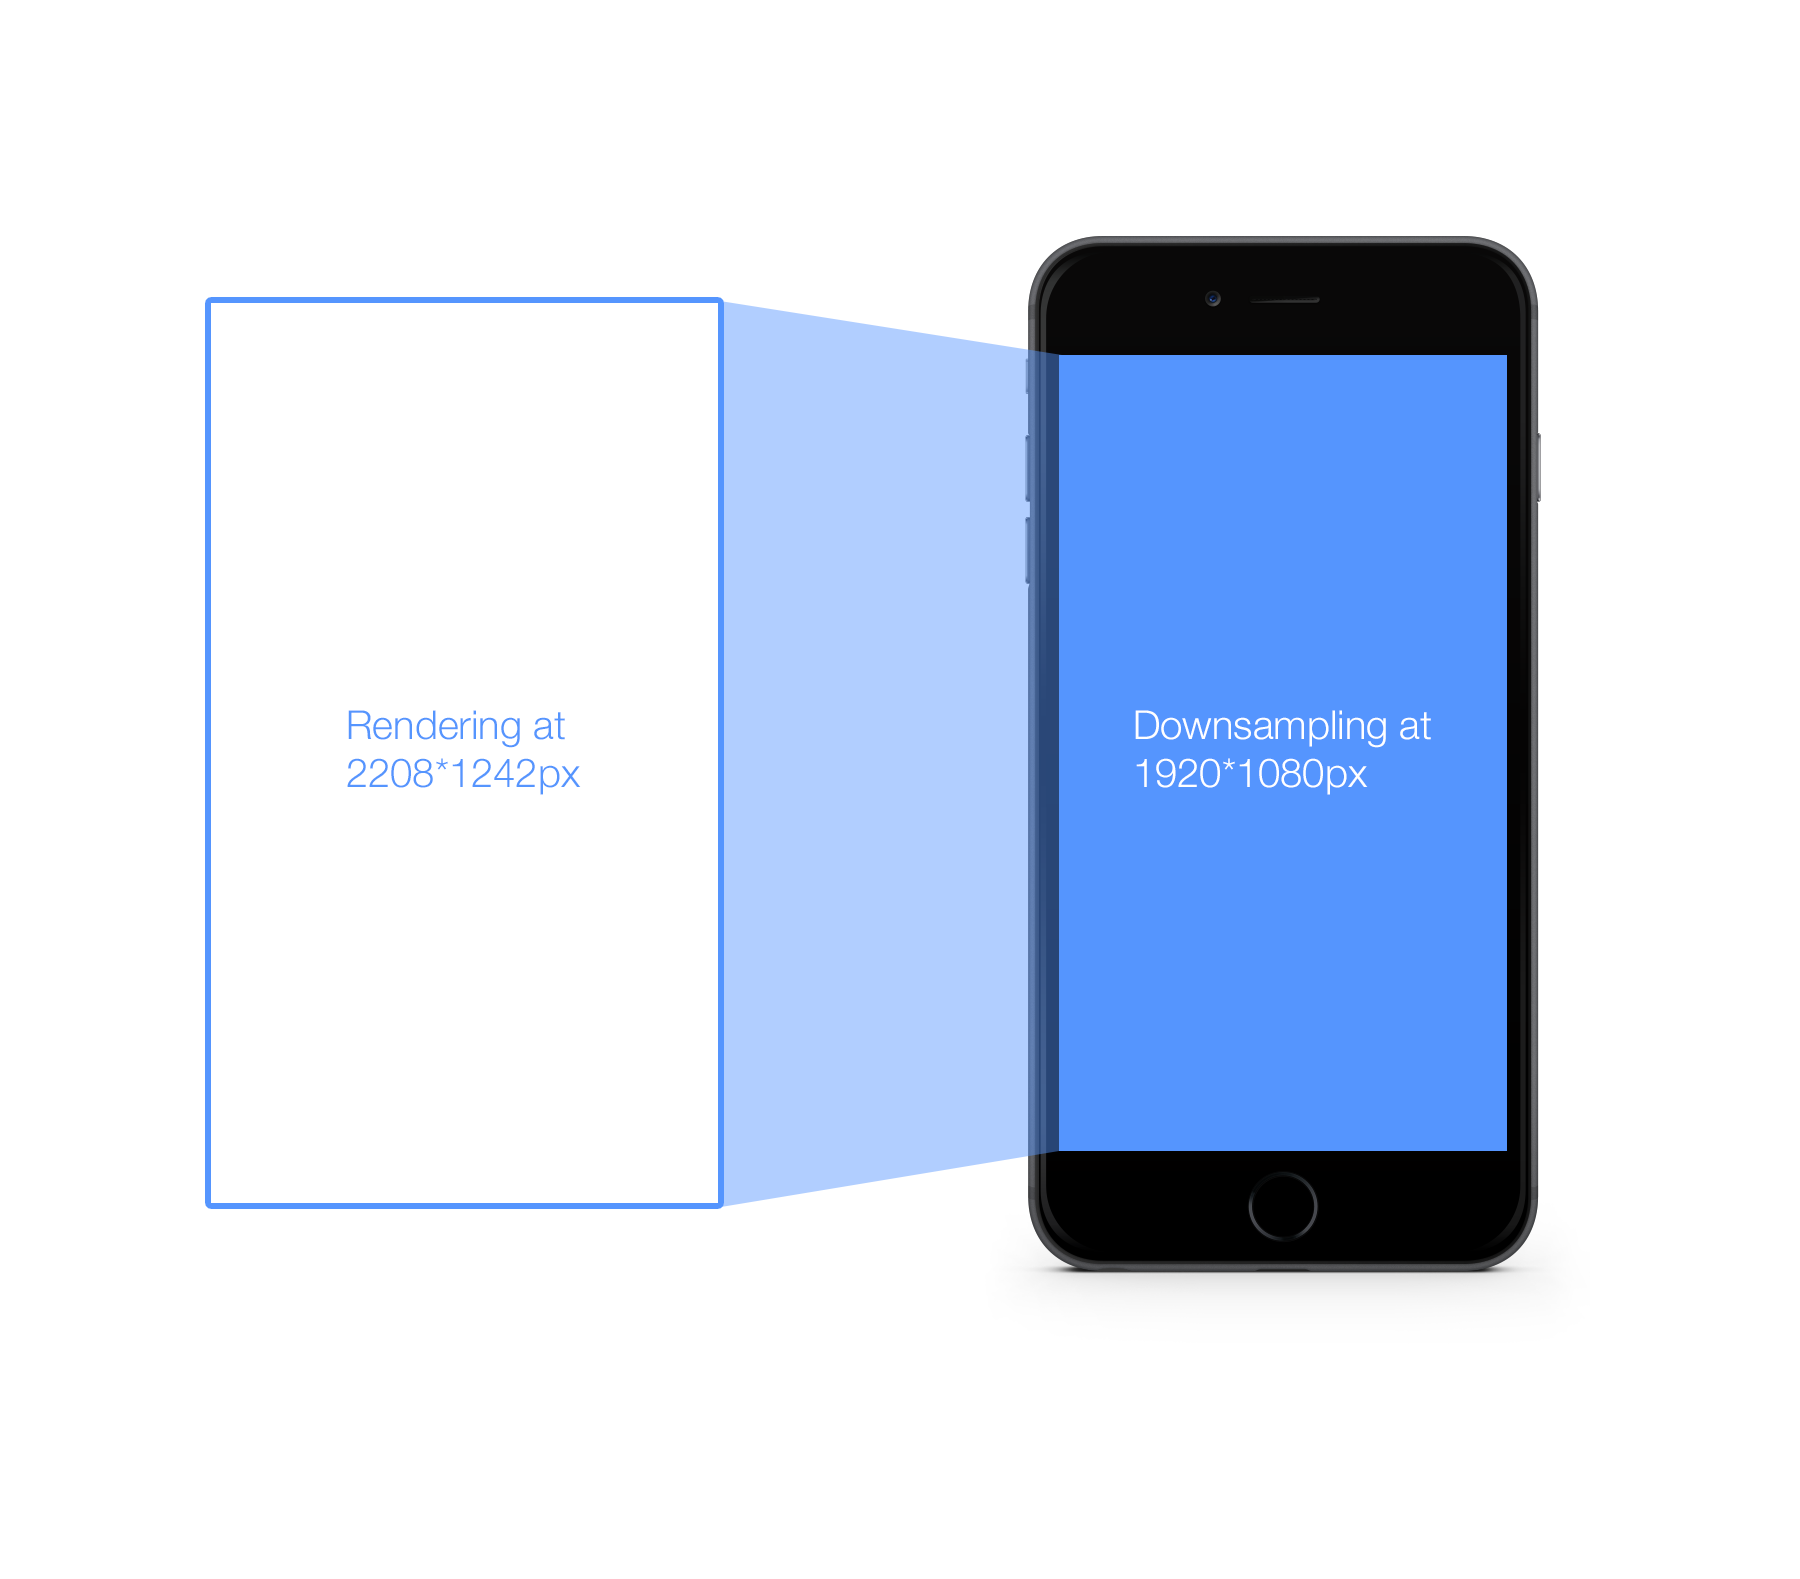 Rendering at
2208*1242px
Downsampling at
1920*1080px